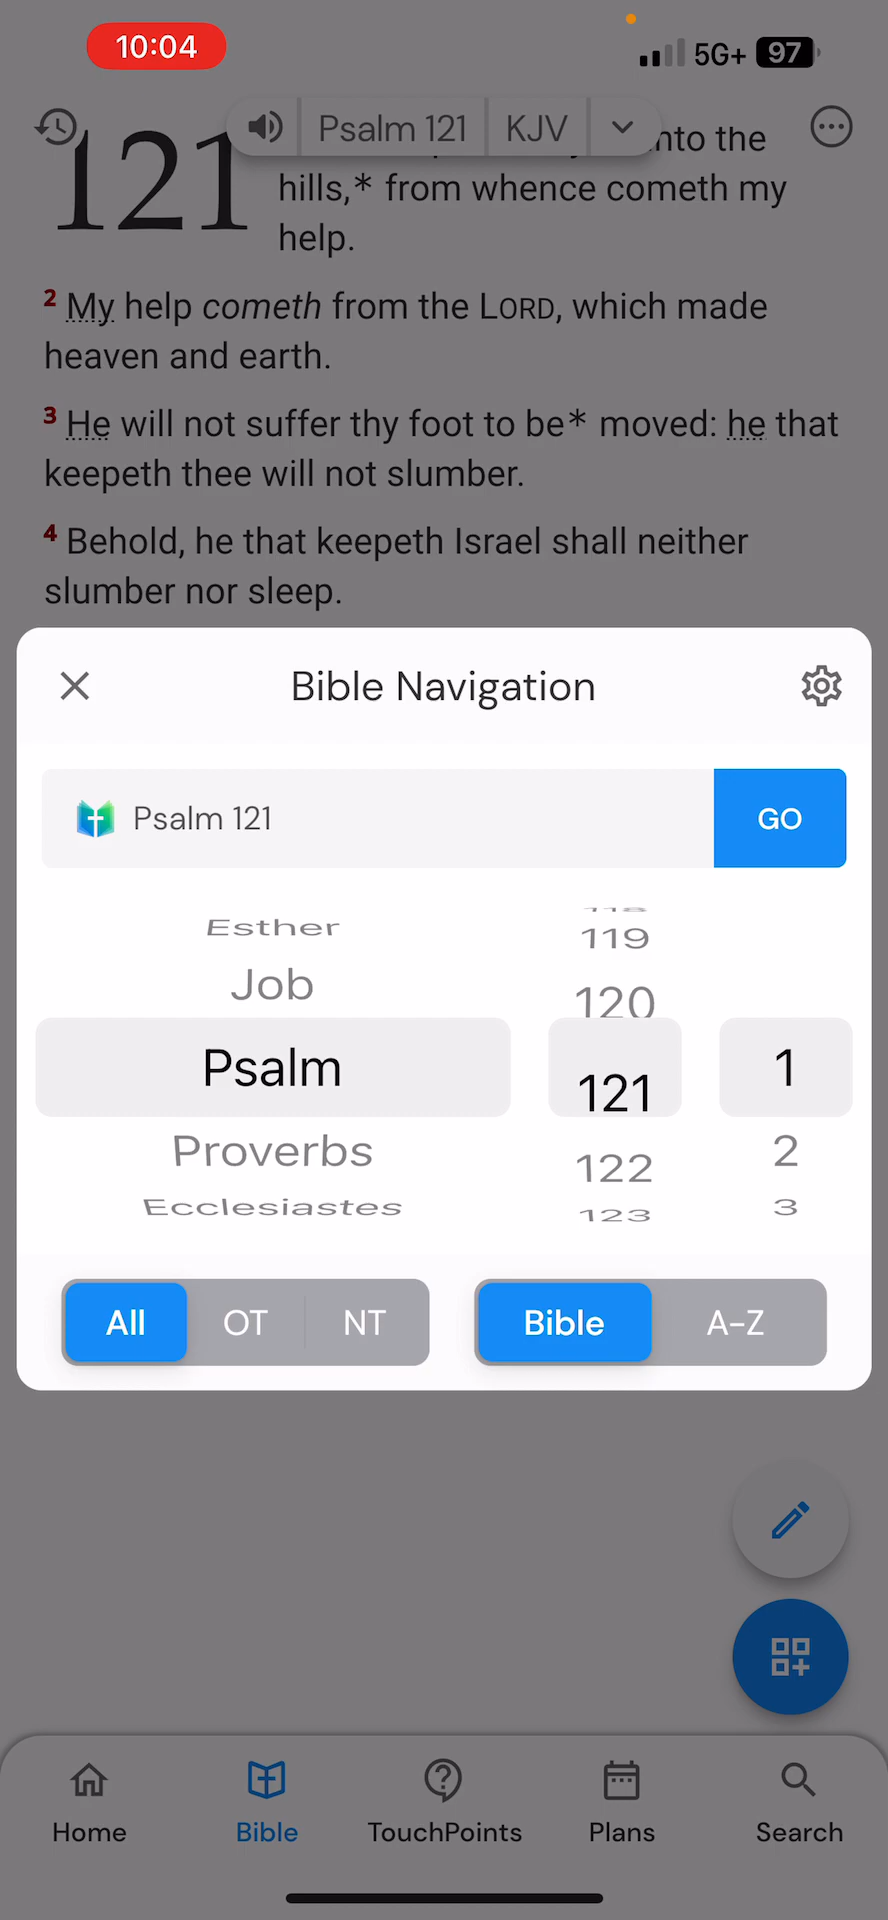 10:04
5G+ 97
Psalm 121 KJV
121
nto the
hills,* from whence cometh my
help.
2 My help cometh from the LORD, which made
heaven and earth.
3 He will not suffer thy foot to be* moved: he that
keepeth thee will not slumber.
4 Behold, he that keepeth Israel shall neither
slumber nor sleep.
Bible Navigation
Psalm 121
GO
Esther 119
Job 120
Psalm 121 1
Proverbs 122 2
Ecclesiastes 123 3
All OT NT Bible A-Z
Home Bible TouchPoints Plans Search